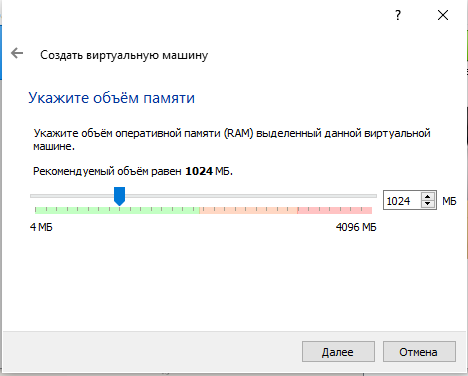 ?
Создать виртуальную машину
Укажите объём памяти
Укажите объём оперативной памяти (RAM) выделенный данной виртуальной
машине.
Рекомендуемый объём равен 1024 МБ.
1024 МБ
4 МБ 4096 МБ
Далее Отмена